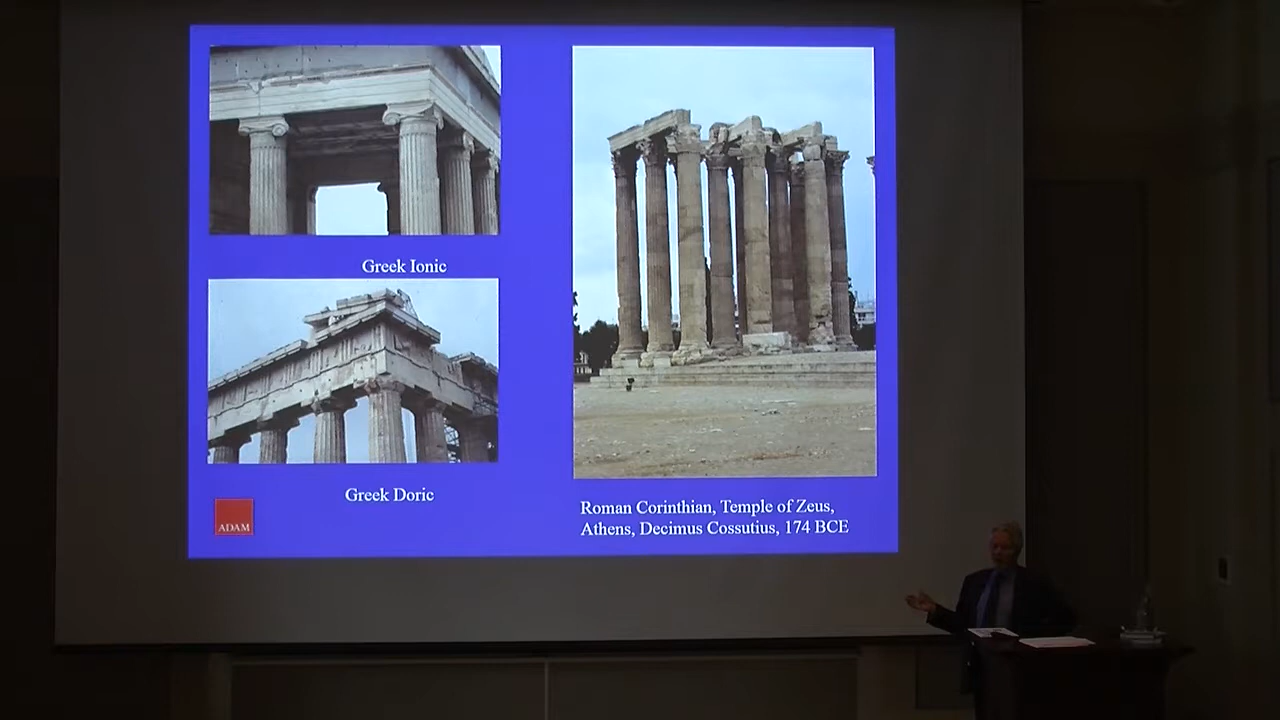 Greek Ionic
Greek Doric
ADAM
Roman Corinthian, Temple of Zeus,
Athens, Decimus Cossutius, 174 BCE